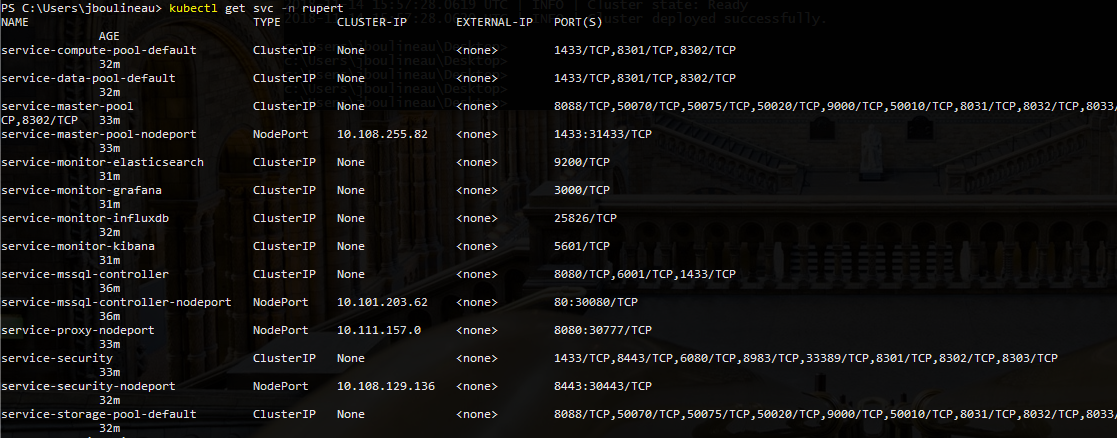 PS C:\Users\jboulineau> kubectl get svc -n rupert
NAME TYPE CLUSTER-IP EXTERNAL-IP PORT(S)
AGE
service-compute-pool-default ClusterIP None <none> 1433/TCP,8301/TCP,8302/TCP
32m
service-data-pool-default ClusterIP None <none> 1433/TCP,8301/TCP,8302/TCP
32m
service-master-pool ClusterIP None <none> 8088/TCP,50070/TCP,50075/TCP,50020/TCP,9000/TCP,50010/TCP,8031/TCP,8032/TCP,8033/
CP,8302/TCP 33m
service-master-pool-nodeport NodePort 10.108.255.82 <none> 1433:31433/TCP
33m
service-monitor-elasticsearch ClusterIP None <none> 9200/TCP
31m
service-monitor-grafana ClusterIP None <none> 3000/TCP
31m
service-monitor-influxdb ClusterIP None <none> 25826/TCP
32m
service-monitor-kibana ClusterIP None <none> 5601/TCP
31m
service-mssql-controller ClusterIP None <none> 8080/TCP,6001/TCP,1433/TCP
36m
service-mssql-controller-nodeport NodePort 10.101.203.62 <none> 80:30080/TCP
36m
service-proxy-nodeport NodePort 10.111.157.0 <none> 8080:30777/TCP
33m
service-security ClusterIP None <none> 1433/TCP,8443/TCP,6080/TCP,8983/TCP,33389/TCP,8301/TCP,8302/TCP,8303/TCP
32m
service-security-nodeport NodePort 10.108.129.136 <none> 8443:30443/TCP
32m
service-storage-pool-default ClusterIP None <none> 8088/TCP,50070/TCP,50075/TCP,50020/TCP,9000/TCP,50010/TCP,8031/TCP,8032/TCP,8033/
32m